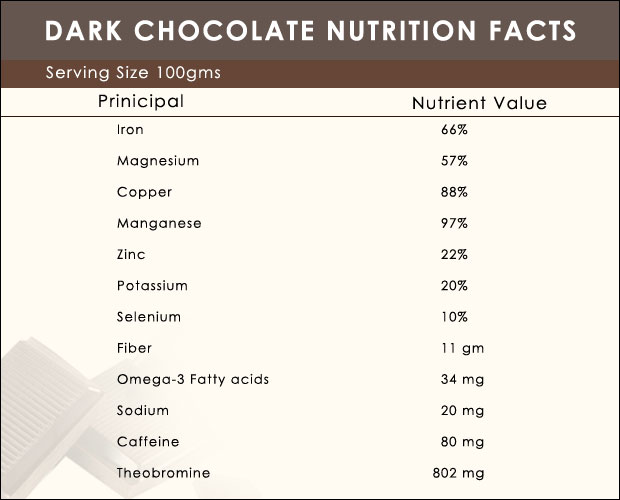 DARK CHOCOLATE NUTRITION FACTS
Serving Size 100gms
Prinicipal Nutrient Value
Iron 66%
Magnesium 57%
Copper 88%
Manganese 97%
Zinc 22%
Potassium 20%
Selenium 10%
Fiber 11 gm
Omega-3 Fatty acids 34 mg
Sodium 20 mg
Caffeine 80 mg
Theobromine 802 mg